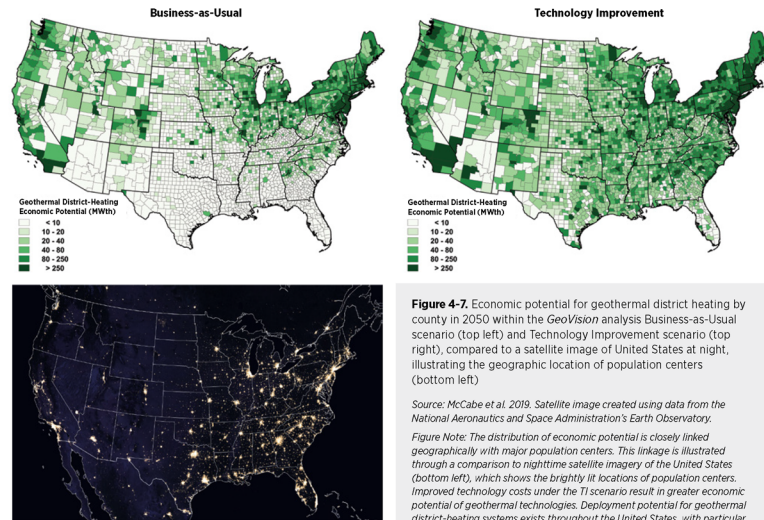 Business-as-Usual
Technology Improvement
Geothermal District-Heating
Economic Potential (MWth)
< 10
10 - 20
20 - 40
40 - 80
80 - 250
> 250
Geothermal District-Heating
Economic Potential (MWth)
< 10
10 - 20
20 - 40
40 - 80
80 - 250
> 250
Figure 4-7. Economic potential for geothermal district heating by
county in 2050 within the GeoVision analysis Business-as-Usual
scenario (top left) and Technology Improvement scenario (top
right), compared to a satellite image of United States at night,
illustrating the geographic location of population centers
(bottom left)
Source: McCabe et al. 2019. Satellite image created using data from the
National Aeronautics and Space Administration's Earth Observatory.
Figure Note: The distribution of economic potential is closely linked
geographically with major population centers. This linkage is illustrated
through a comparison to nighttime satellite imagery of the United States
(bottom left), which shows the brightly lit locations of population centers.
Improved technology costs under the TI scenario result in greater economic
potential of geothermal technologies. Deployment potential for geothermal
district-heating systems exists throughout the United States, with particular